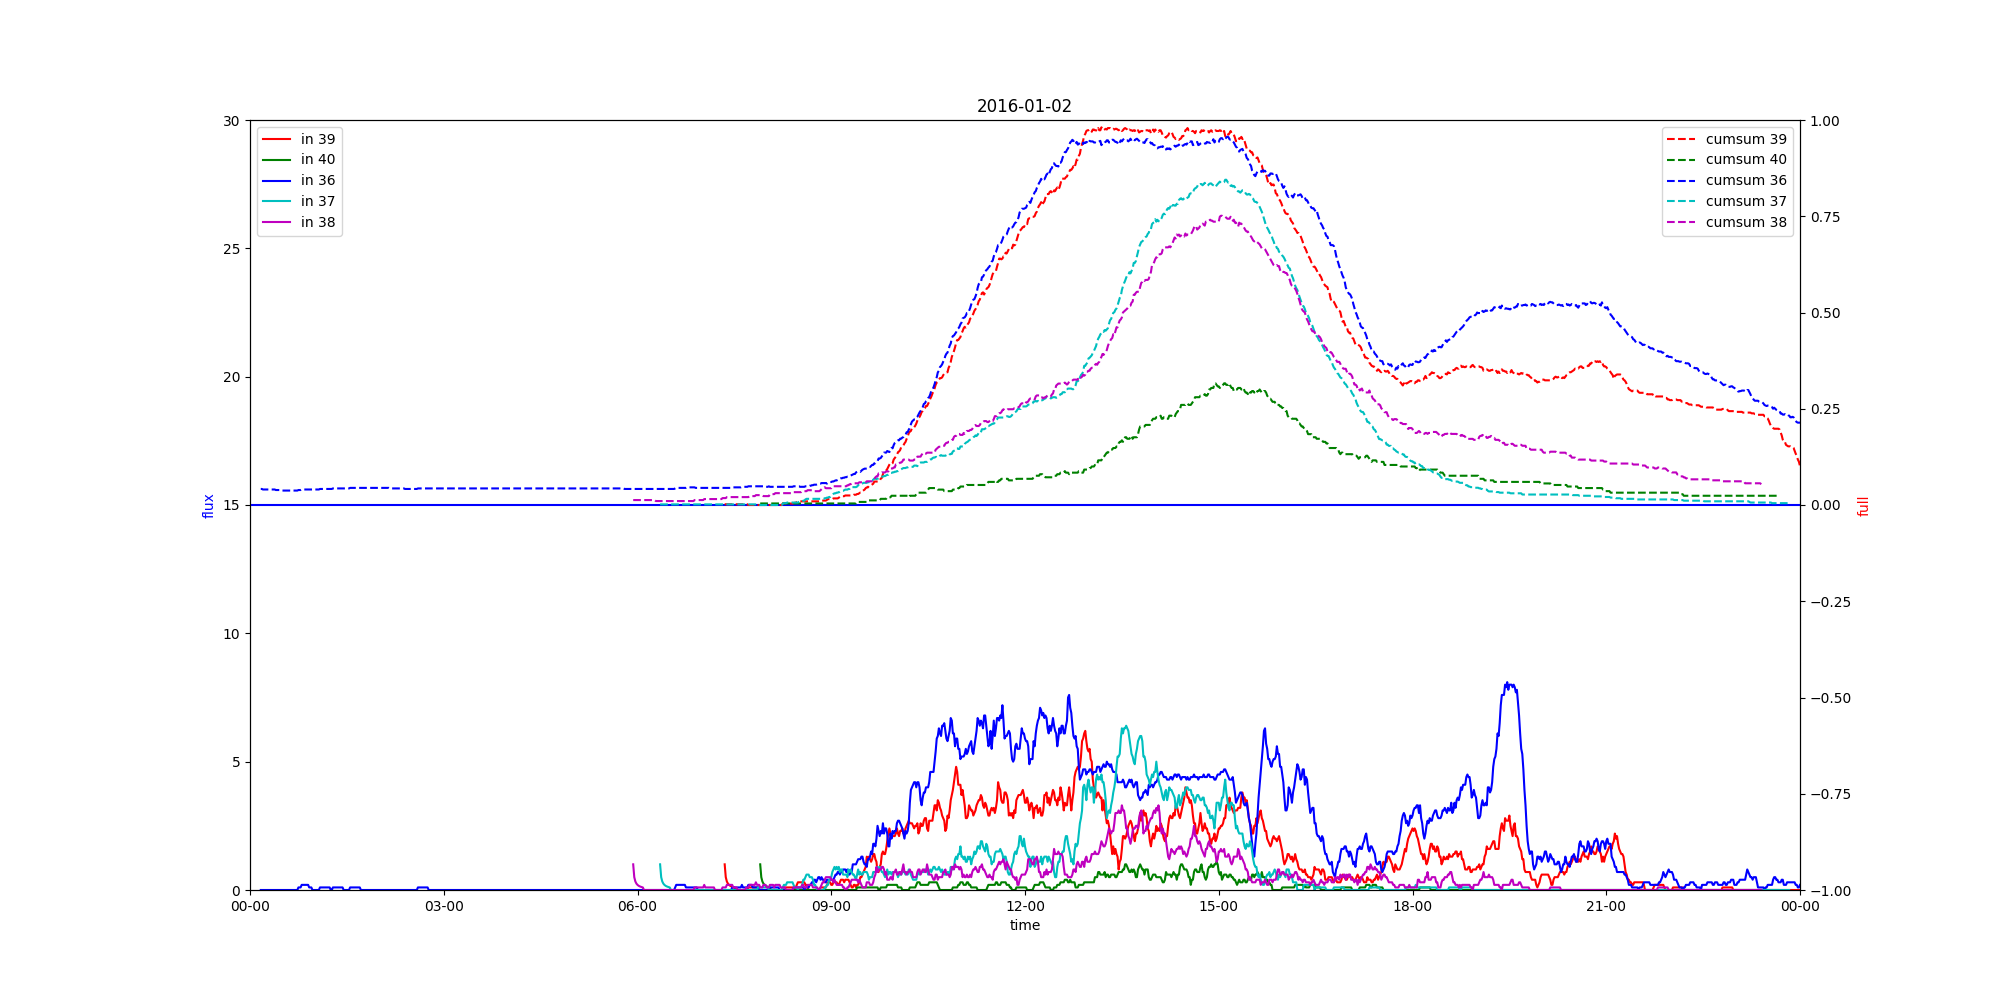 2016-01-02
30
25
20
15
10
5
0
flux
in 39
in 40
in 36
in 37
in 38
cumsum 39
cumsum 40
cumsum 36
cumsum 37
cumsum 38
1.00
0.75
0.50
0.25
0.00
−0.25
−0.50
−0.75
−1.00
full
00-00 03-00 06-00 09-00 12-00 15-00 18-00 21-00 00-00
time